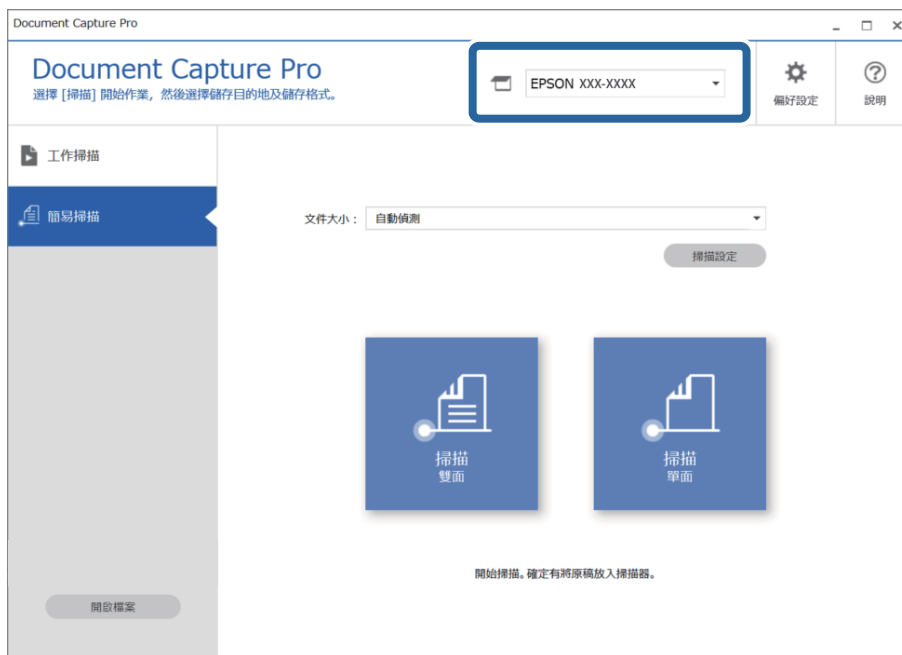 Document Capture Pro
Document Capture Pro
選擇 [掃描] 開始作業，然後選擇儲存目的地及儲存格式。
EPSON XXX-XXXX
偏好設定
說明
工作掃描
簡易掃描
文件大小：
自動偵測
掃描設定
掃描
雙面
掃描
單面
開始掃描。確定有將原稿放入掃描器。
開啟檔案